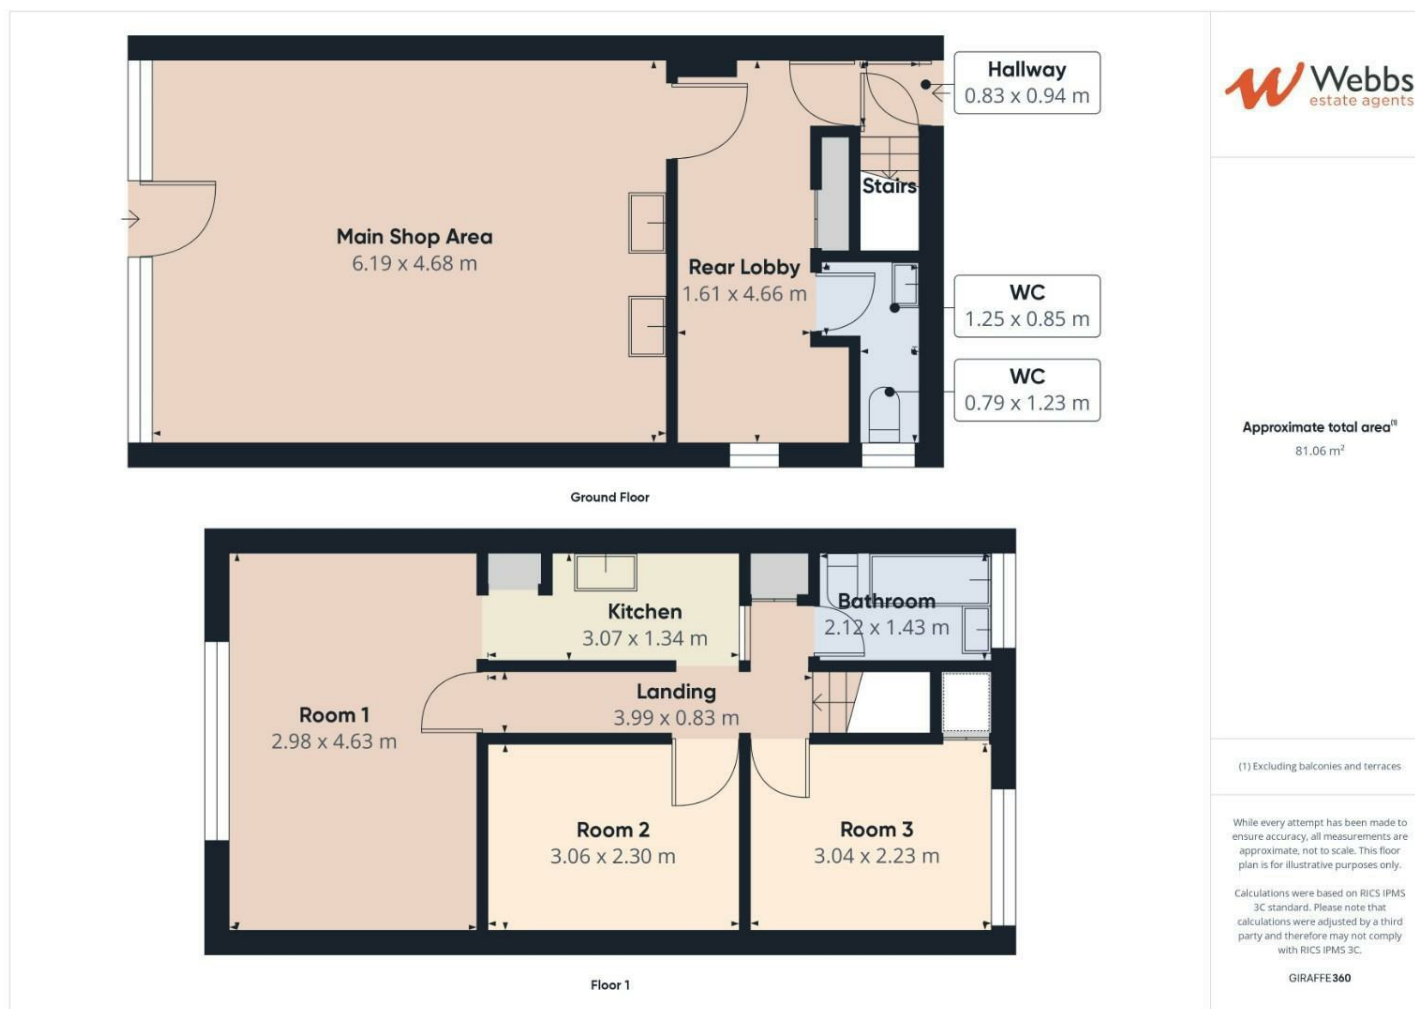 Hallway
0.83 x 0.94 m
Main Shop Area
6.19 x 4.68 m
Stairs
Rear Lobby
1.61 x 4.66 m
WC
1.25 x 0.85 m
WC
0.79 x 1.23 m
Ground Floor
Kitchen
3.07 x 1.34 m
Bathroom
2.12 x 1.43 m
Landing
3.99 x 0.83 m
Room 1
2.98 x 4.63 m
Room 2
3.06 x 2.30 m
Room 3
3.04 x 2.23 m
Floor 1
Webbs
estate agents
Approximate total area(1)
81.06 m²
(1) Excluding balconies and terraces
While every attempt has been made to
ensure accuracy, all measurements are
approximate, not to scale. This floor
plan is for illustrative purposes only.
Calculations were based on RICS IPMS
3C standard. Please note that
calculations were adjusted by a third
party and therefore may not comply
with RICS IPMS 3C.
GIRAFFE360